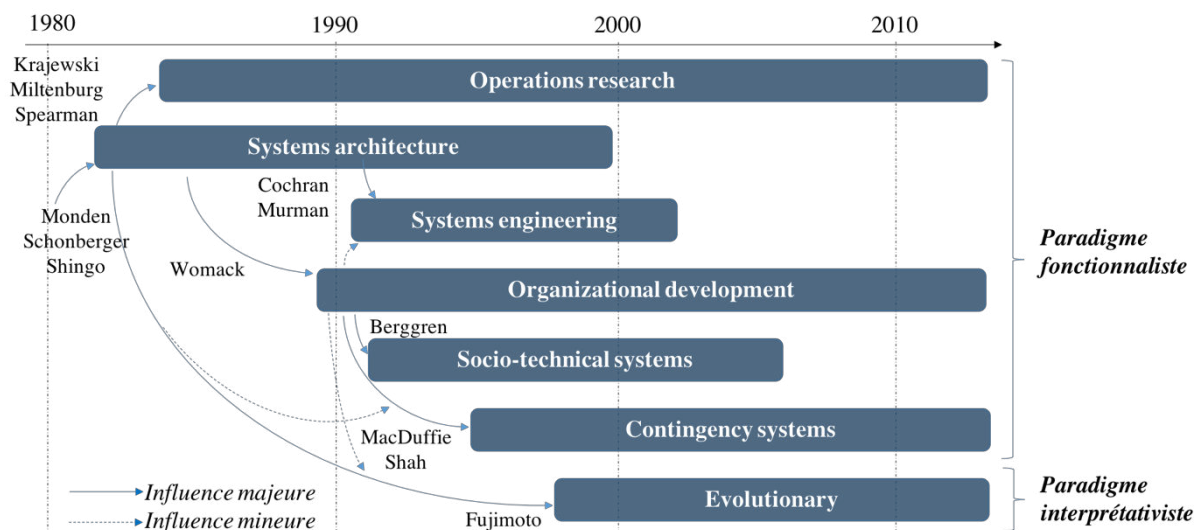 1980 1990 2000 2010
Krajewski
Miltenburg
Spearman
Operations research
Systems architecture
Cochran
Murman
Systems engineering
Monden
Schonberger
Shingo
Womack
Organizational development
Berggren
Socio-technical systems
MacDuffie
Shah
Contingency systems
Fujimoto
Evolutionary
Paradigme
fonctionnaliste
Paradigme
interprétativiste
Influence majeure
Influence mineure